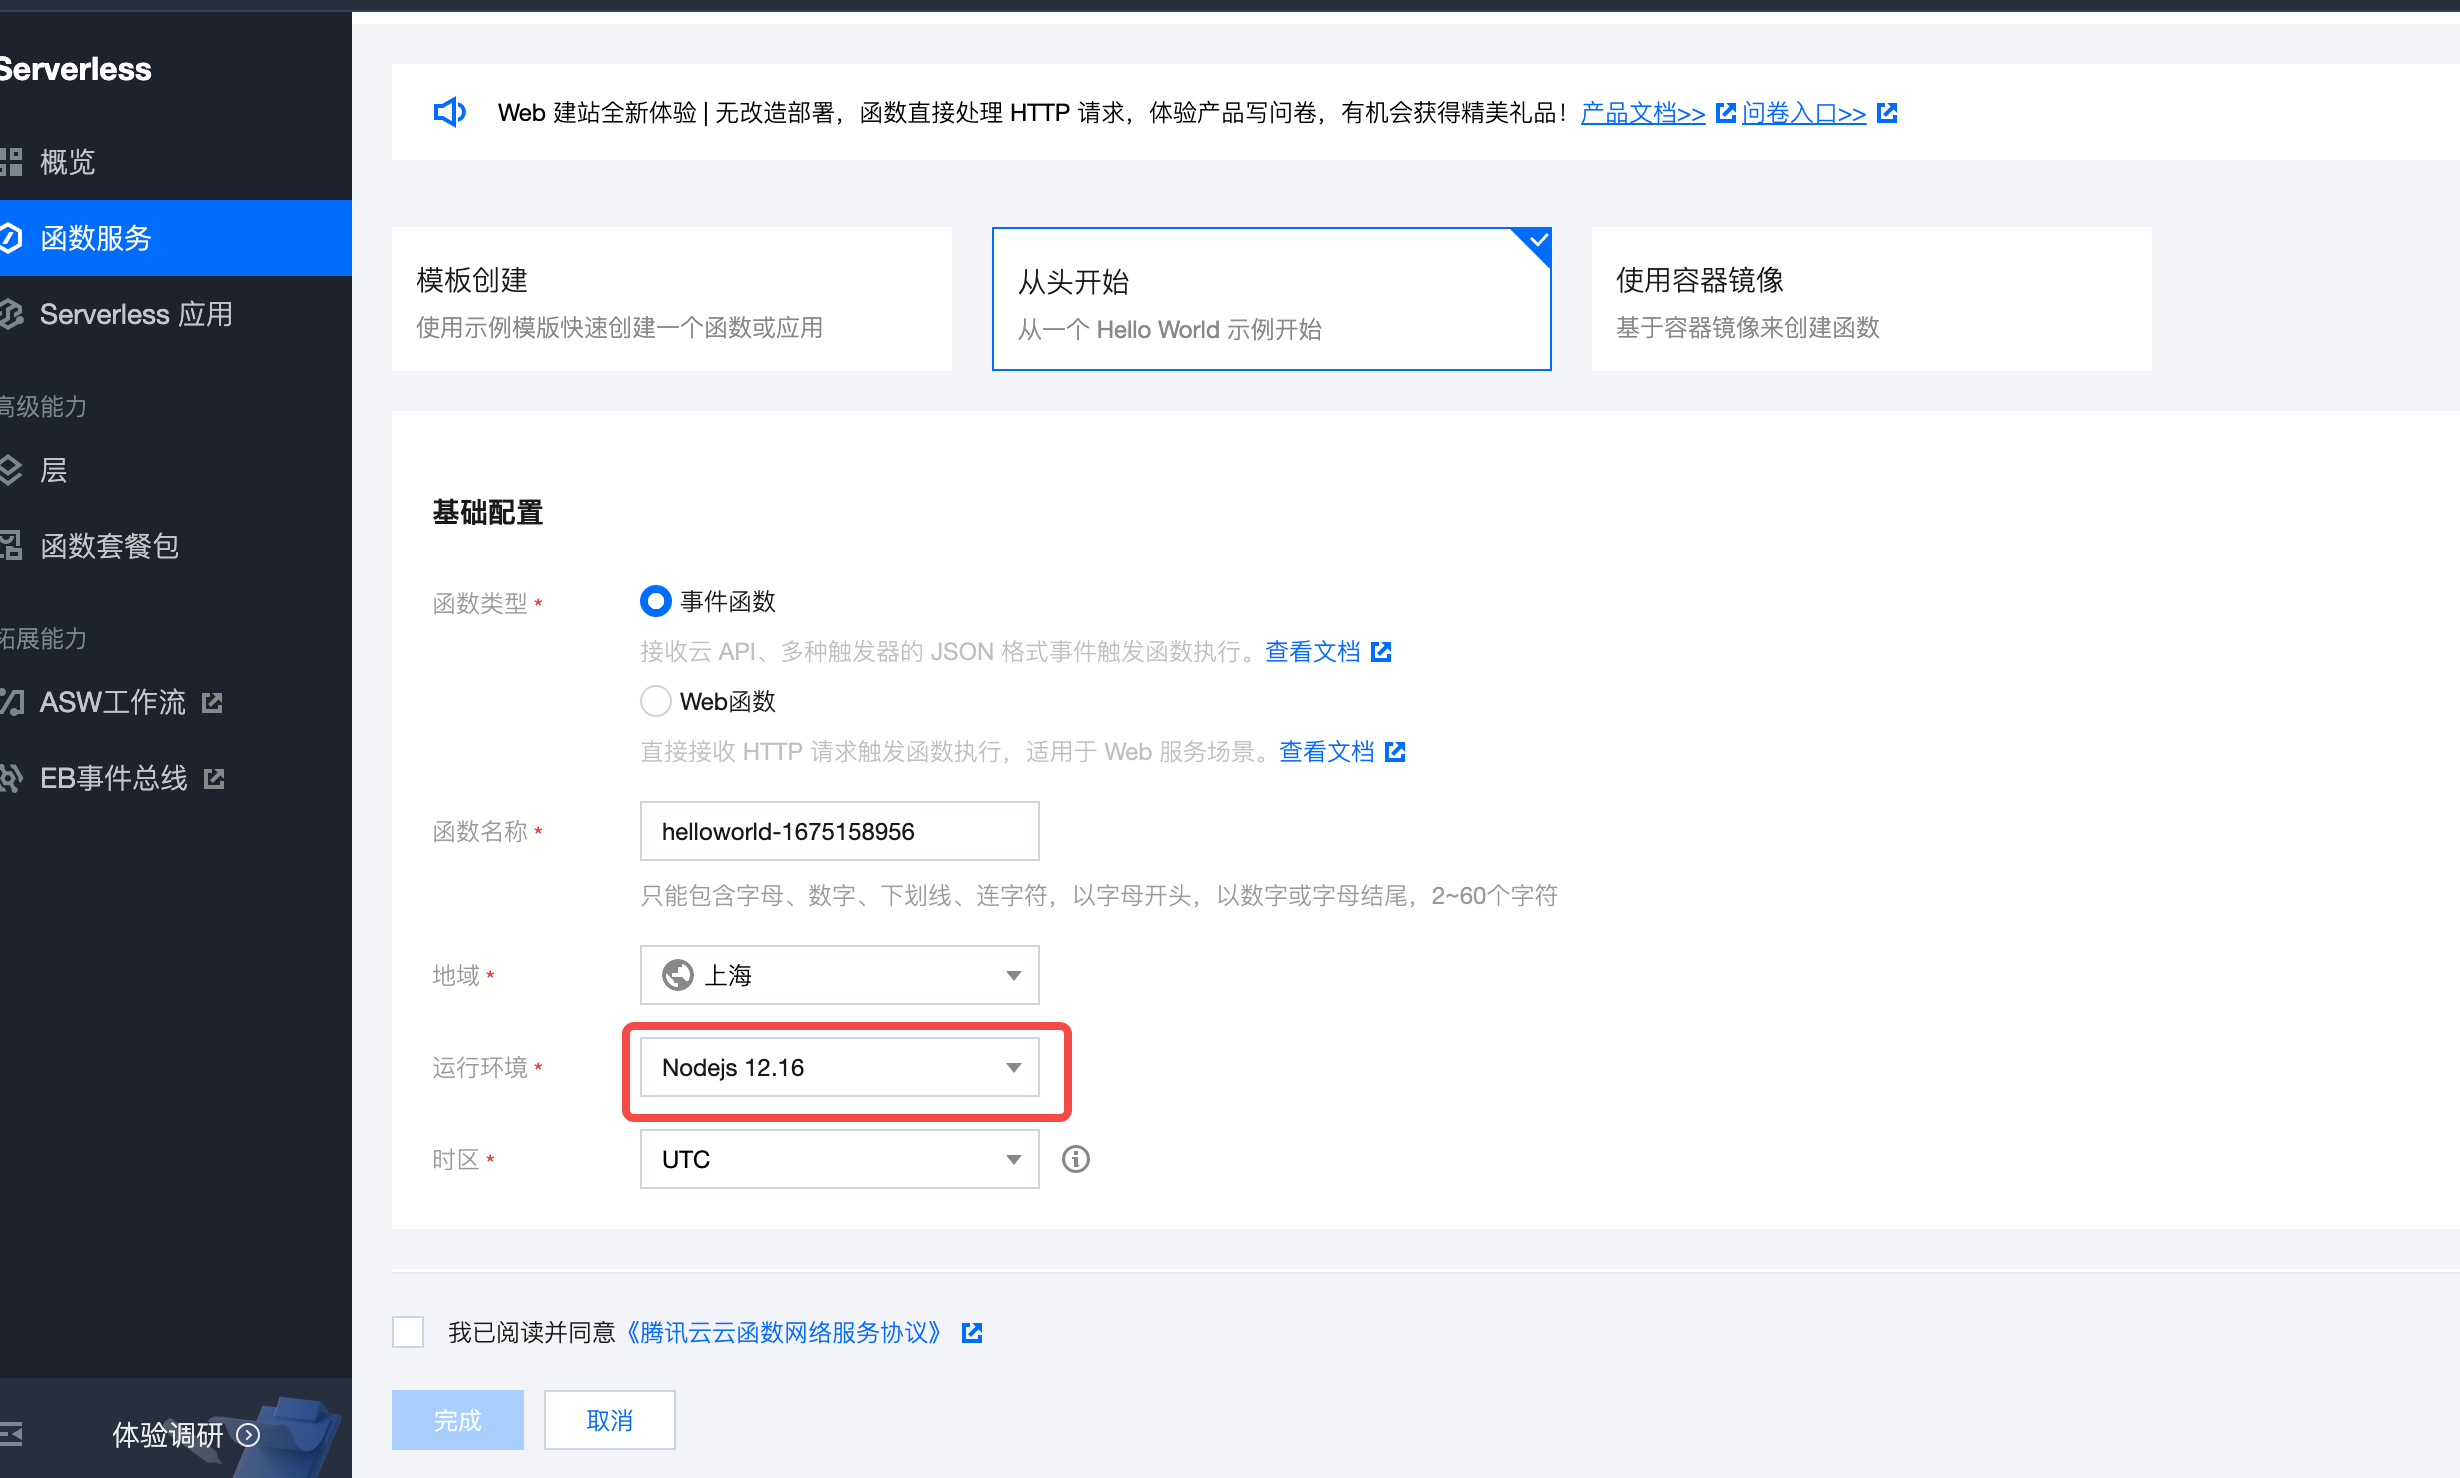 Serverless
概览
函数服务
Serverless 应用
高级能力
层
函数套餐包
拓展能力
ASW工作流
EB事件总线
体验调研
Web 建站全新体验 | 无改造部署，函数直接处理 HTTP 请求，体验产品写问卷，有机会获得精美礼品！产品文档>> 问卷入口>>
模板创建
使用示例模版快速创建一个函数或应用
从头开始
从一个 Hello World 示例开始
使用容器镜像
基于容器镜像来创建函数
基础配置
函数类型 *
事件函数
接收云 API、多种触发器的 JSON 格式事件触发函数执行。查看文档
Web函数
直接接收 HTTP 请求触发函数执行，适用于 Web 服务场景。查看文档
函数名称 *
helloworld-1675158956
只能包含字母、数字、下划线、连字符，以字母开头，以数字或字母结尾，2~60个字符
地域 *
上海
运行环境 *
Nodejs 12.16
时区 *
UTC
我已阅读并同意《腾讯云云函数网络服务协议》
完成
取消